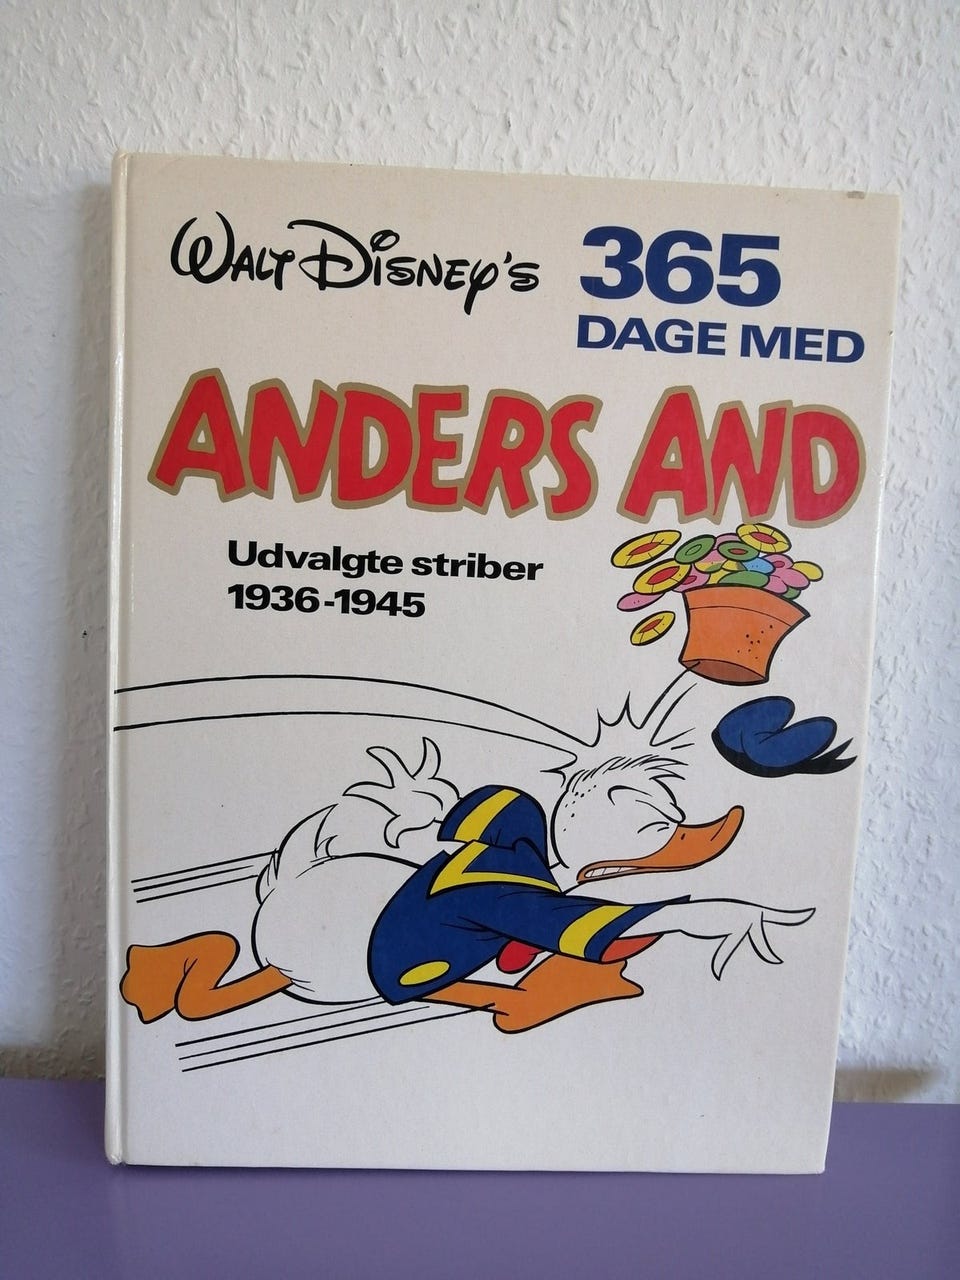 WALT DISNEY'S
365
DAGE MED
ANDERS AND
Udvalgte striber
1936-1945